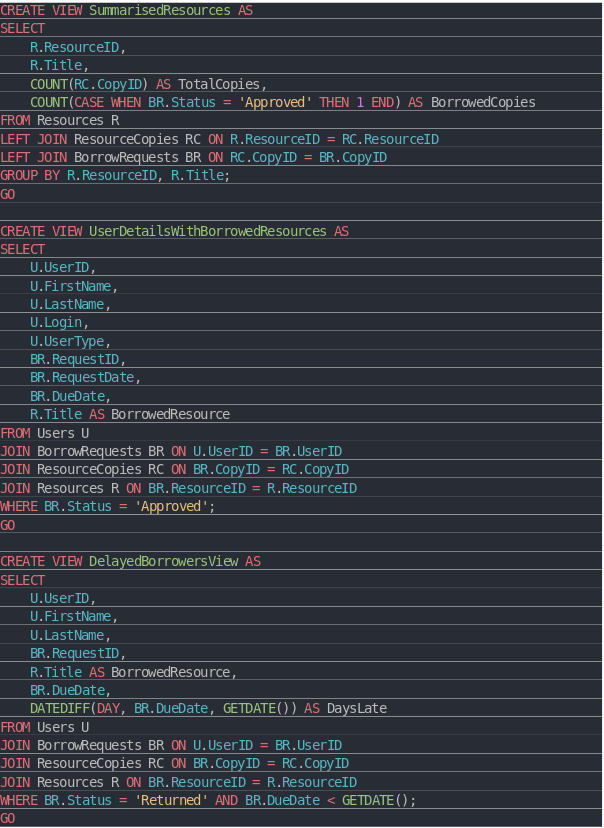 CREATE VIEW SummarisedResources AS
SELECT
    R.ResourceID,
    R.Title,
    COUNT(RC.CopyID) AS TotalCopies,
    COUNT(CASE WHEN BR.Status = 'Approved' THEN 1 END) AS BorrowedCopies
FROM Resources R
LEFT JOIN ResourceCopies RC ON R.ResourceID = RC.ResourceID
LEFT JOIN BorrowRequests BR ON RC.CopyID = BR.CopyID
GROUP BY R.ResourceID, R.Title;
GO

CREATE VIEW UserDetailsWithBorrowedResources AS
SELECT
    U.UserID,
    U.FirstName,
    U.LastName,
    U.Login,
    U.UserType,
    BR.RequestID,
    BR.RequestDate,
    BR.DueDate,
    R.Title AS BorrowedResource
FROM Users U
JOIN BorrowRequests BR ON U.UserID = BR.UserID
JOIN ResourceCopies RC ON BR.CopyID = RC.CopyID
JOIN Resources R ON BR.ResourceID = R.ResourceID
WHERE BR.Status = 'Approved';
GO

CREATE VIEW DelayedBorrowersView AS
SELECT
    U.UserID,
    U.FirstName,
    U.LastName,
    BR.RequestID,
    R.Title AS BorrowedResource,
    BR.DueDate,
    DATEDIFF(DAY, BR.DueDate, GETDATE()) AS DaysLate
FROM Users U
JOIN BorrowRequests BR ON U.UserID = BR.UserID
JOIN ResourceCopies RC ON BR.CopyID = RC.CopyID
JOIN Resources R ON BR.ResourceID = R.ResourceID
WHERE BR.Status = 'Returned' AND BR.DueDate < GETDATE();
GO